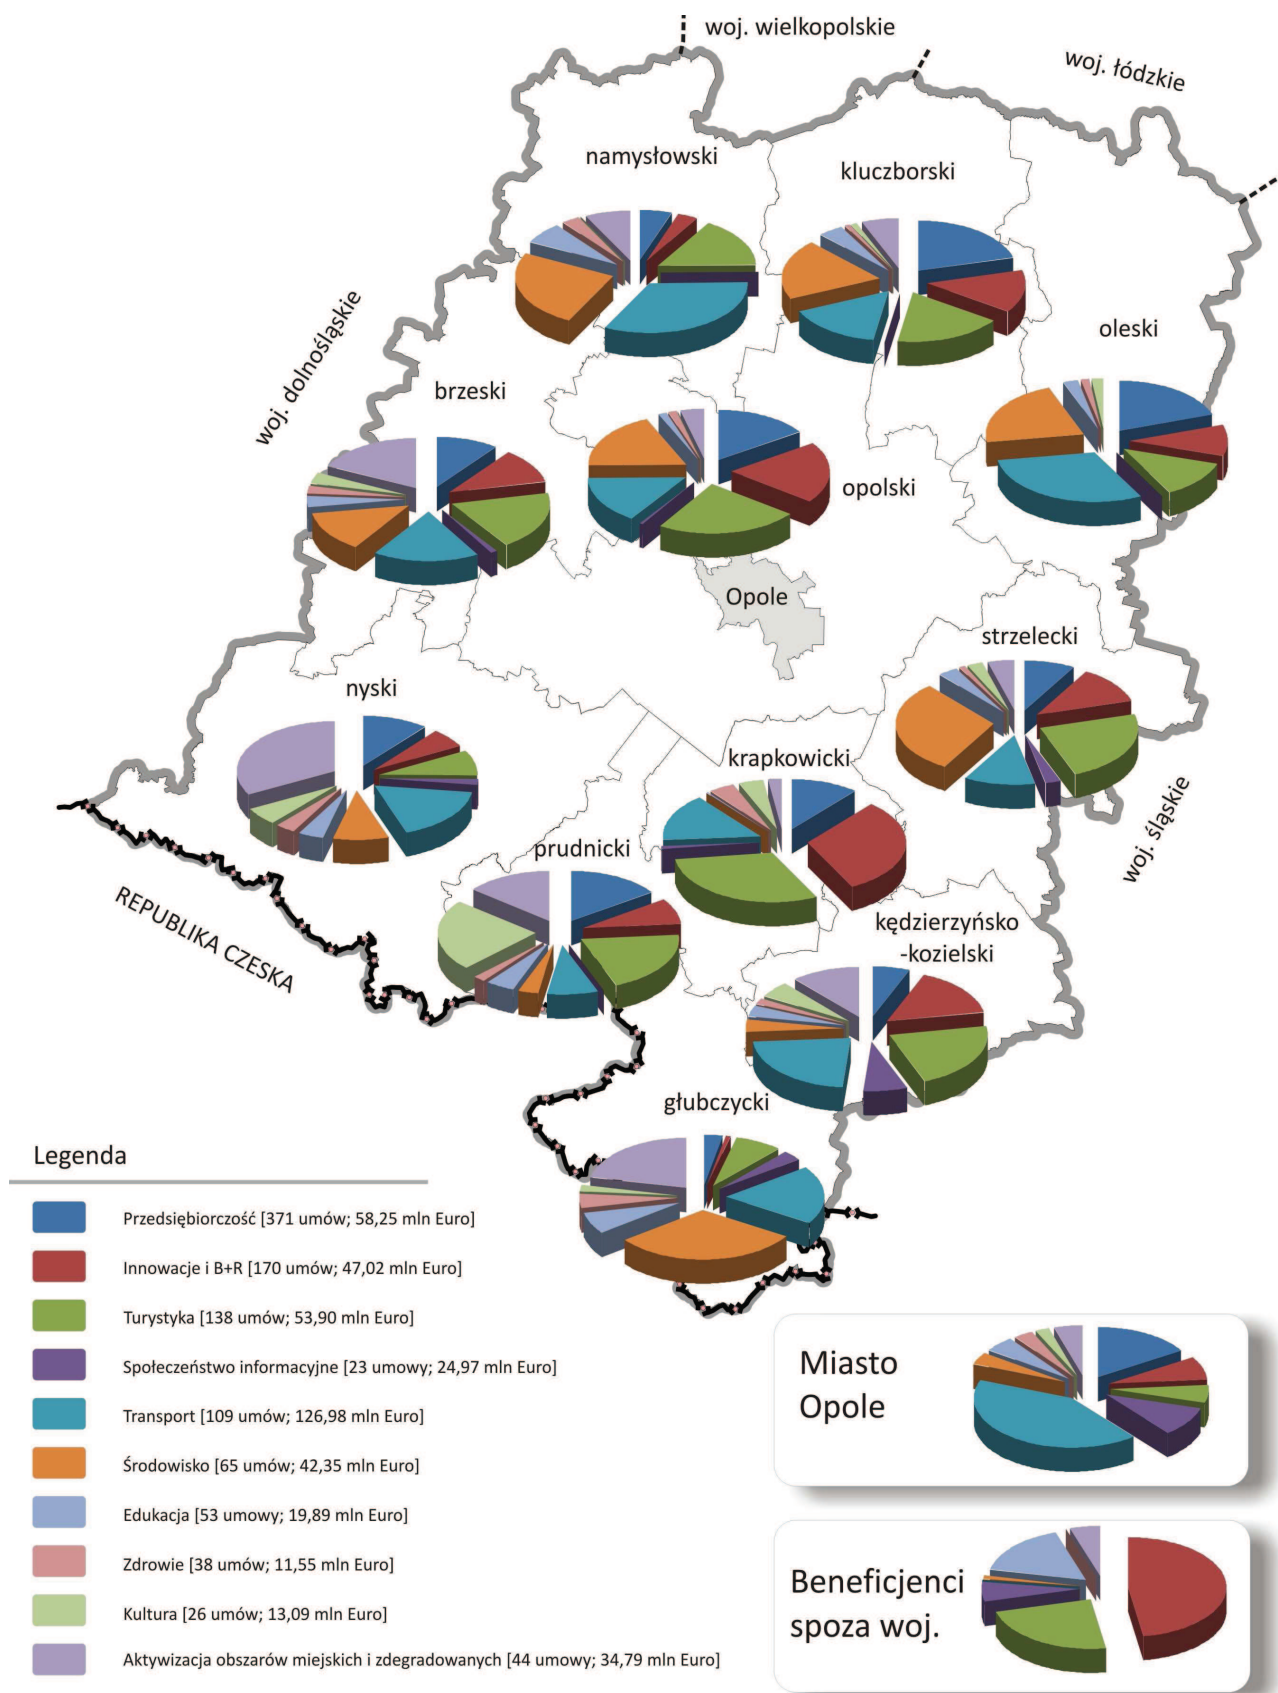 woj. wielkopolskie
woj. łódzkie
namysłowski
kluczborski
oleski
woj. dolnośląskie
brzeski
opolski
Opole
strzelecki
nyski
krapkowicki
woj. śląskie
prudnicki
REPUBLIKA CZESKA
kędzierzyńsko
-kozielski
głubczycki
Legenda
Przedsiębiorczość [371 umów; 58,25 mln Euro]
Innowacje i B+R [170 umów; 47,02 mln Euro]
Turystyka [138 umów; 53,90 mln Euro]
Społeczeństwo informacyjne [23 umowy; 24,97 mln Euro]
Transport [109 umów; 126,98 mln Euro]
Środowisko [65 umów; 42,35 mln Euro]
Edukacja [53 umowy; 19,89 mln Euro]
Zdrowie [38 umów; 11,55 mln Euro]
Kultura [26 umów; 13,09 mln Euro]
Aktywizacja obszarów miejskich i zdegradowanych [44 umowy; 34,79 mln Euro]
Miasto
Opole
Beneficjenci
spoza woj.